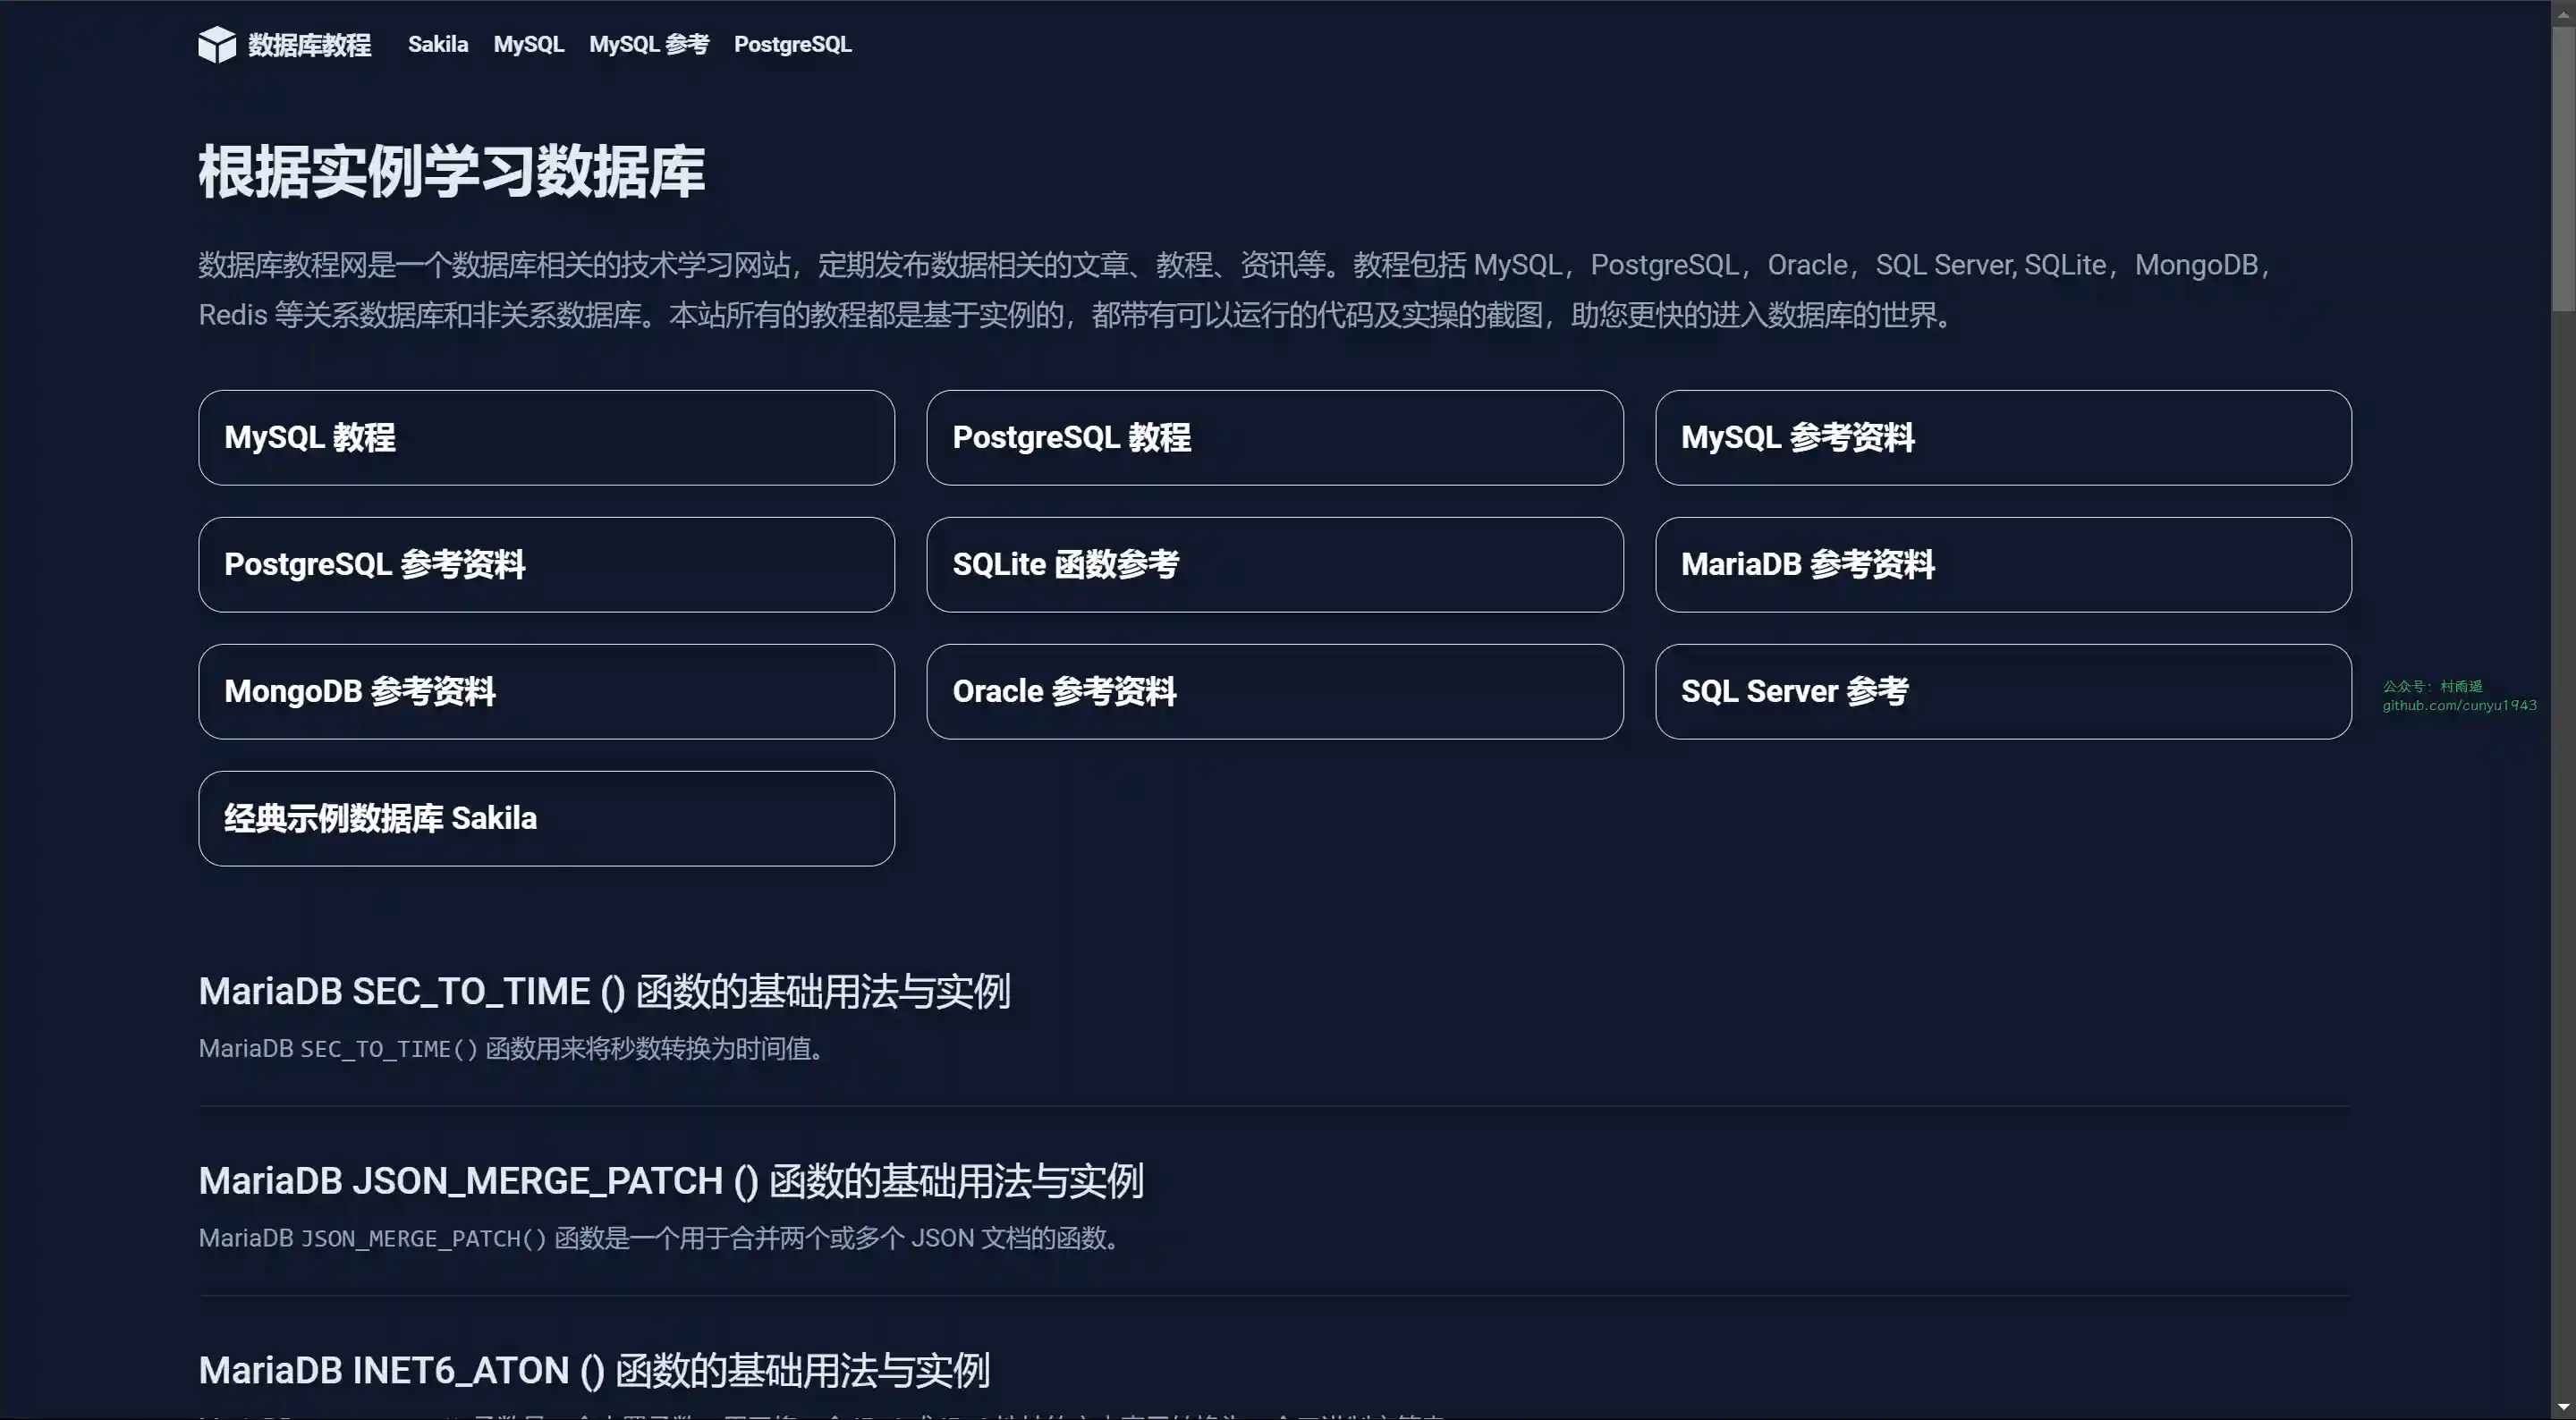 数据库教程 Sakila MySQL MySQL 参考 PostgreSQL
根据实例学习数据库
数据库教程网是一个数据库相关的技术学习网站，定期发布数据相关的文章、教程、资讯等。教程包括 MySQL，PostgreSQL，Oracle，SQL Server, SQLite，MongoDB，
Redis 等关系数据库和非关系数据库。本站所有的教程都是基于实例的，都带有可以运行的代码及实操的截图，助您更快的进入数据库的世界。
MySQL 教程
PostgreSQL 教程
MySQL 参考资料
PostgreSQL 参考资料
SQLite 函数参考
MariaDB 参考资料
MongoDB 参考资料
Oracle 参考资料
SQL Server 参考
公众号：村雨遥
github.com/cunyu1943
经典示例数据库 Sakila
MariaDB SEC_TO_TIME () 函数的基础用法与实例
MariaDB SEC_TO_TIME() 函数用来将秒数转换为时间值。
MariaDB JSON_MERGE_PATCH () 函数的基础用法与实例
MariaDB JSON_MERGE_PATCH() 函数是一个用于合并两个或多个 JSON 文档的函数。
MariaDB INET6_ATON () 函数的基础用法与实例